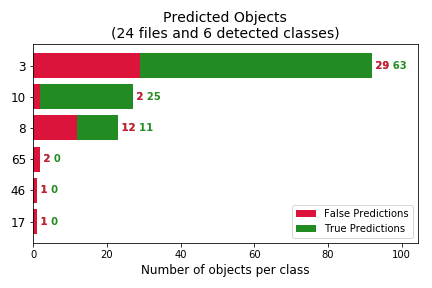 Predicted Objects
(24 files and 6 detected classes)
3 29 63
10 2 25
8 12 11
65 2 0
46 1 0
17 1 0
False Predictions
True Predictions
0 20 40 60 80 100
Number of objects per class